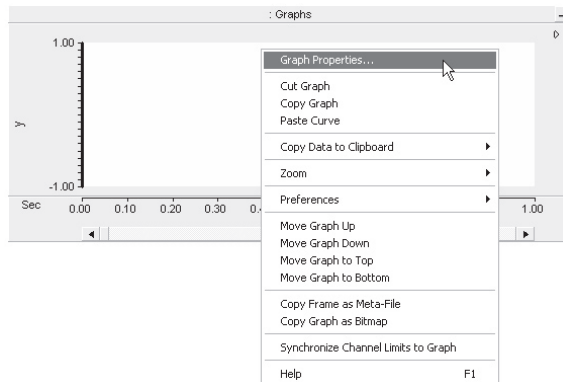 : Graphs
1.00
y
-1.00
Sec 0.00 0.10 0.20 0.30 1.00
Graph Properties...
Cut Graph
Copy Graph
Paste Curve
Copy Data to Clipboard
Zoom
Preferences
Move Graph Up
Move Graph Down
Move Graph to Top
Move Graph to Bottom
Copy Frame as Meta-File
Copy Graph as Bitmap
Synchronize Channel Limits to Graph
Help F1